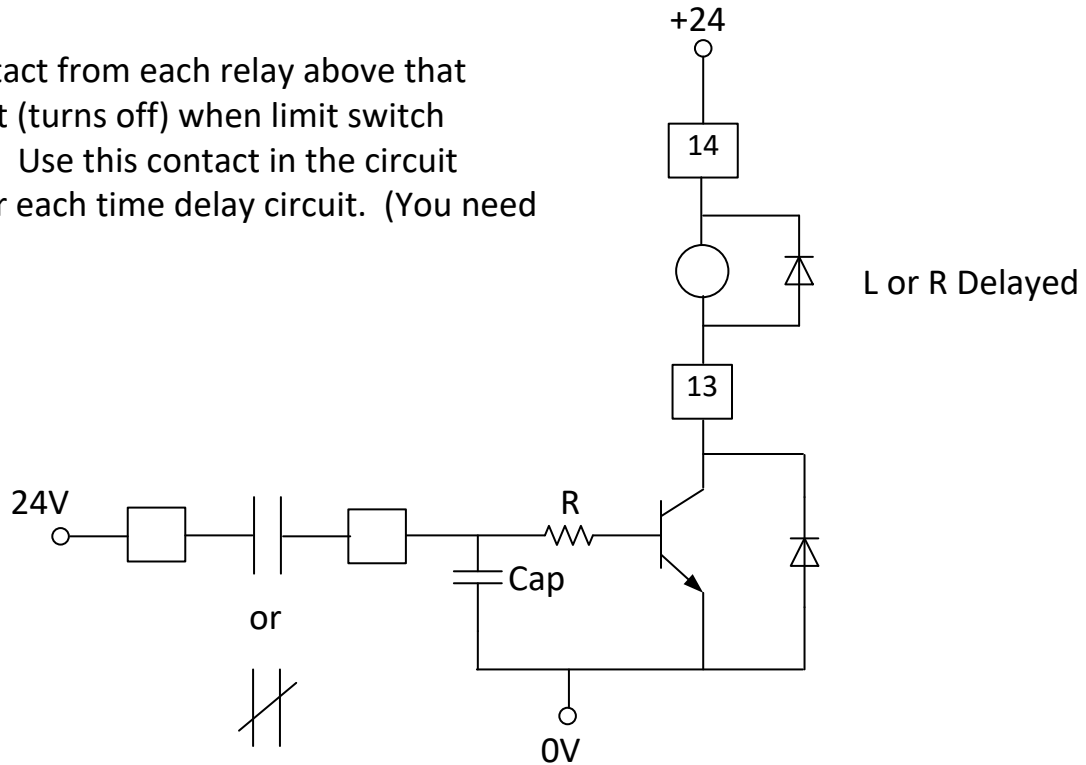 +24
tact from each relay above that
t (turns off) when limit switch
Use this contact in the circuit
r each time delay circuit. (You need
14
L or R Delayed
13
24V
R
Cap
or
0V